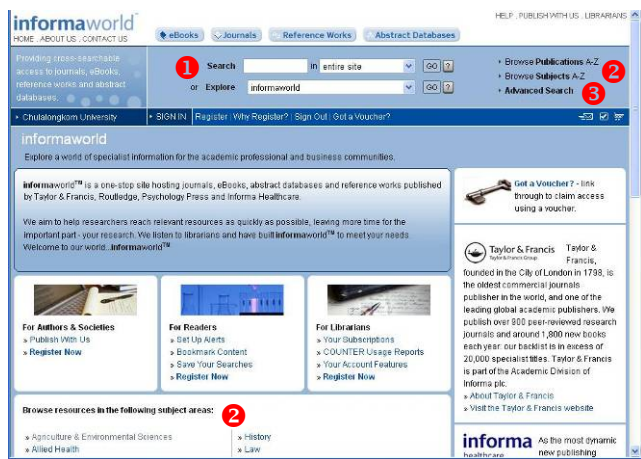 informaworld
HELP . PUBLISH WITH US . LIBRARIANS
HOME . ABOUT US . CONTACT US
eBooks
Journals
Reference Works
Abstract Databases
Providing cross-searchable
access to journals, eBooks,
reference works and abstract
databases.
1
Search
in
entire site
GO
?
or Explore
informaworld
GO
?
Browse Publications A-Z
Browse Subjects A-Z
2
Advanced Search
3
Chulalongkorn University
SIGN IN
Register | Why Register? | Sign Out | Got a Voucher?
informaworld
Explore a world of specialist information for the academic professional and business communities.
informaworld™ is a one-stop site hosting journals, eBooks, abstract databases and reference works published
by Taylor & Francis, Routledge, Psychology Press and Informa Healthcare.
We aim to help researchers reach relevant resources as quickly as possible, leaving more time for the
important part - your research. We listen to librarians and have built informaworld™ to meet your needs.
Welcome to our world...informaworld™
Got a Voucher? - link
through to claim access
using a voucher.
For Authors & Societies
» Publish With Us
» Register Now
For Readers
» Set Up Alerts
» Bookmark Content
» Save Your Searches
» Register Now
For Librarians
» Your Subscriptions
» COUNTER Usage Reports
» Your Account Features
» Register Now
Taylor & Francis
Taylor & Francis Group
Taylor &
Francis,
founded in the City of London in 1798, is
the oldest commercial journals
publisher in the world, and one of the
leading global academic publishers. We
publish over 900 peer-reviewed research
journals and around 1,800 new books
each year: our backlist is in excess of
20,000 specialist titles. Taylor & Francis
is part of the Academic Division of
Informa plc.
» About Taylor & Francis
» Visit the Taylor & Francis website
Browse resources in the following subject areas:
2
» Agriculture & Environmental Sciences
» History
» Allied Health
» Law
informa
healthcare
As the most dynamic
new publishing